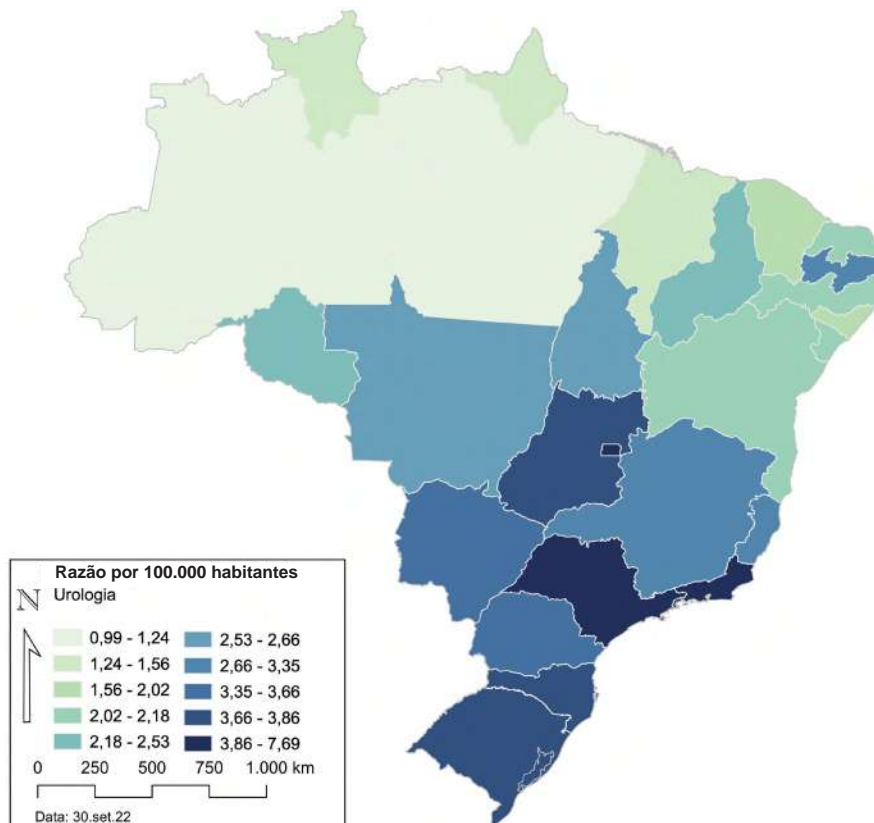 Razão por 100.000 habitantes
N Urologia
0,99 - 1,24
1,24 - 1,56
1,56 - 2,02
2,02 - 2,18
2,18 - 2,53
2,53 - 2,66
2,66 - 3,35
3,35 - 3,66
3,66 - 3,86
3,86 - 7,69
0 250 500 750 1.000 km
Data: 30.set.22